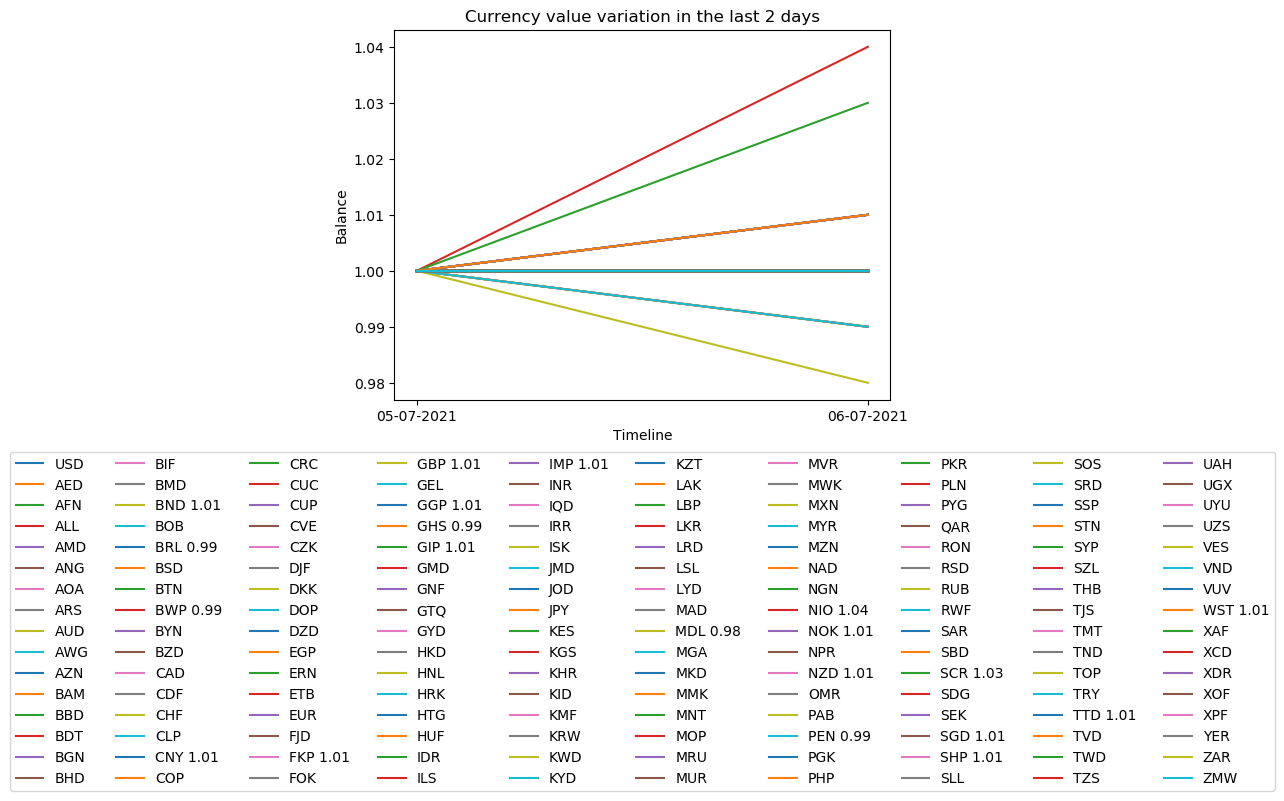 Currency value variation in the last 2 days
1.04
1.03
1.02
1.01
1.00
0.99
0.98
Balance
05-07-2021 06-07-2021
Timeline
USD BIF CRC GBP 1.01 IMP 1.01 KZT MVR PKR SOS UAH
AED BMD CUC GEL INR LAK MWK PLN SRD UGX
AFN BND 1.01 CUP GGP 1.01 IQD LBP MXN PYG SSP UYU
ALL BOB CVE GHS 0.99 IRR LKR MYR QAR STN UZS
AMD BRL 0.99 CZK GIP 1.01 ISK LRD MZN RON SYP VES
ANG BSD DJF GMD JMD LSL NAD RSD SZL VND
AOA BTN DKK GNF JOD LYD NGN RUB THB VUV
ARS BWP 0.99 DOP GTQ JPY MAD NIO 1.04 RWF TJS WST 1.01
AUD BYN DZD GYD KES MDL 0.98 NOK 1.01 SAR TMT XAF
AWG BZD EGP HKD KGS MGA NPR SBD TND XCD
AZN CAD ERN HNL KHR MKD NZD 1.01 SCR 1.03 TOP XDR
BAM CDF ETB HRK KID MMK OMR SDG TRY XOF
BBD CHF EUR HTG KMF MNT PAB SEK TTD 1.01 XPF
BDT CLP FJD HUF KRW MOP PEN 0.99 SGD 1.01 TVD YER
BGN CNY 1.01 FKP 1.01 IDR KWD MRU PGK SHP 1.01 TWD ZAR
BHD COP FOK ILS KYD MUR PHP SLL TZS ZMW